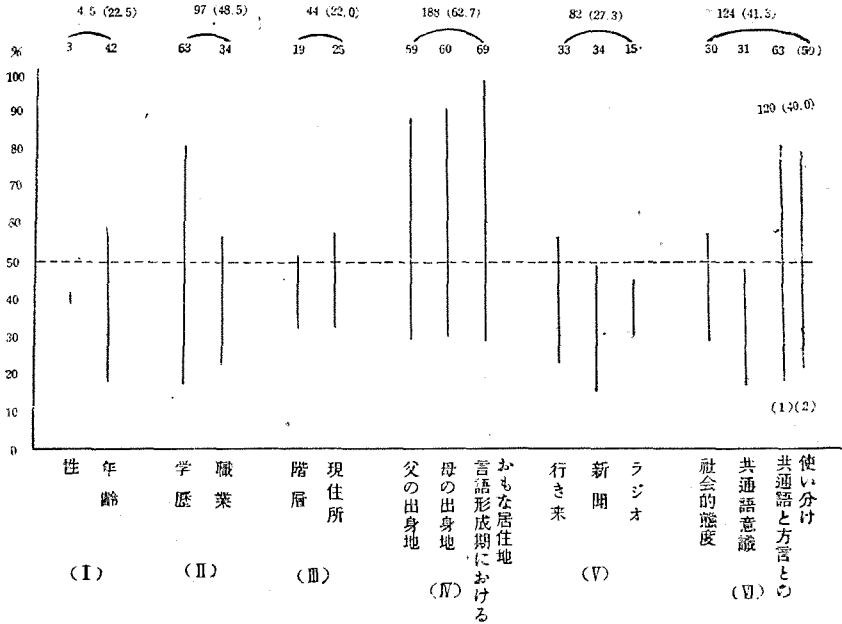 4.5 (22.5) 97 (48.5) 44 (22.0) 188 (62.7) 82 (27.3) 124 (41.3)
% 3 42 63 34 19 25 59 60 69 33 34 15 30 31 63 (59)
120 (40.0)
100
90
80
70
60
50
40
30
20
10
0
(1)(2)
性
年齢
学歴
職業
階層
現住所
父の出身地
母の出身地
言語形成期における
おもな居住地
行き来
新聞
ラジオ
社会的態度
共通語意識
共通語と方言との
使い分け
(Ⅰ) (Ⅱ) (Ⅲ) (Ⅳ) (Ⅴ) (Ⅵ)